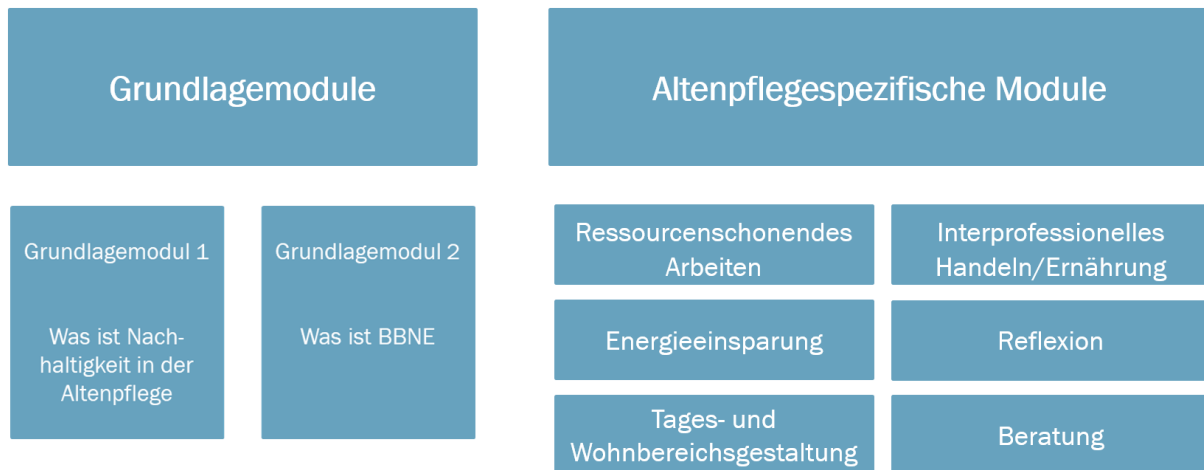 Grundlagemodule
Altenpflegespezifische Module
Grundlagemodul 1
Was ist Nach-
haltigkeit in der
Altenpflege
Grundlagemodul 2
Was ist BBNE
Ressourcenschonendes
Arbeiten
Interprofessionelles
Handeln/Ernährung
Energieeinsparung
Reflexion
Tages- und
Wohnbereichsgestaltung
Beratung